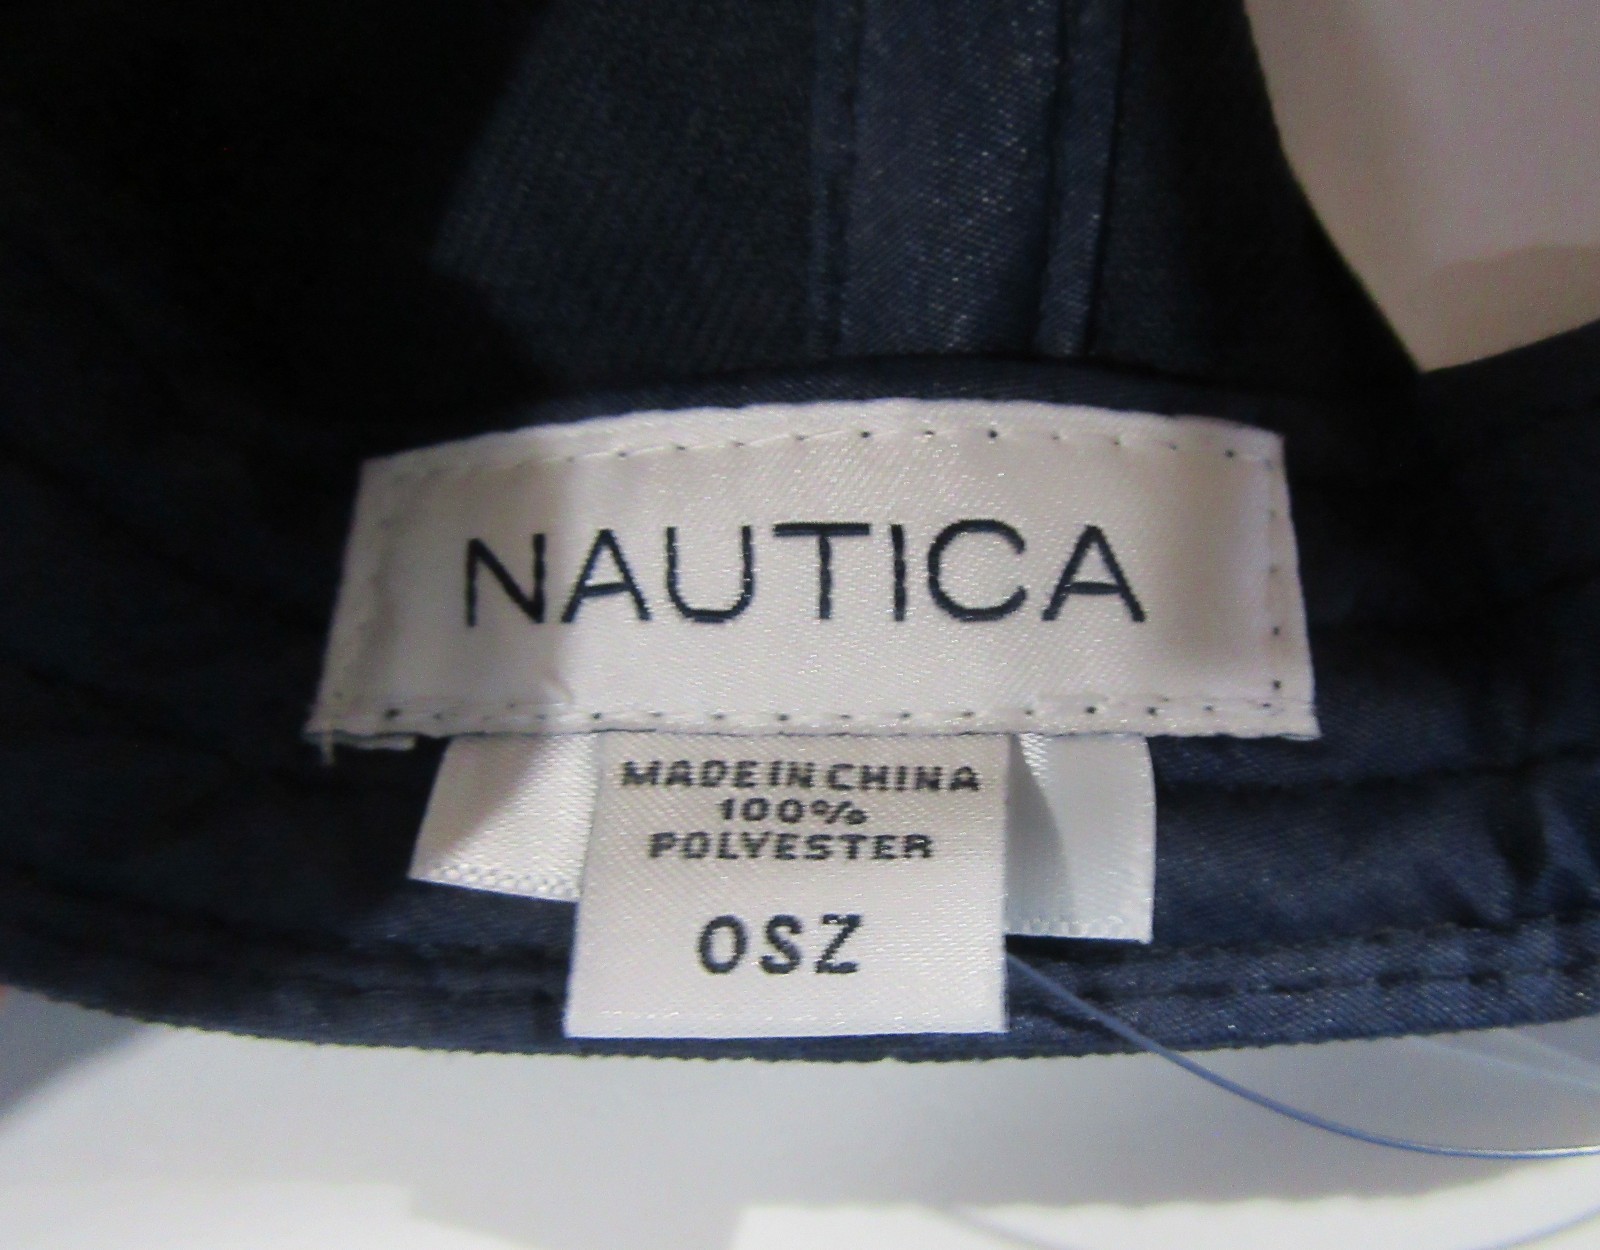 NAUTICA
MADE IN CHINA
100%
POLYESTER
OSZ